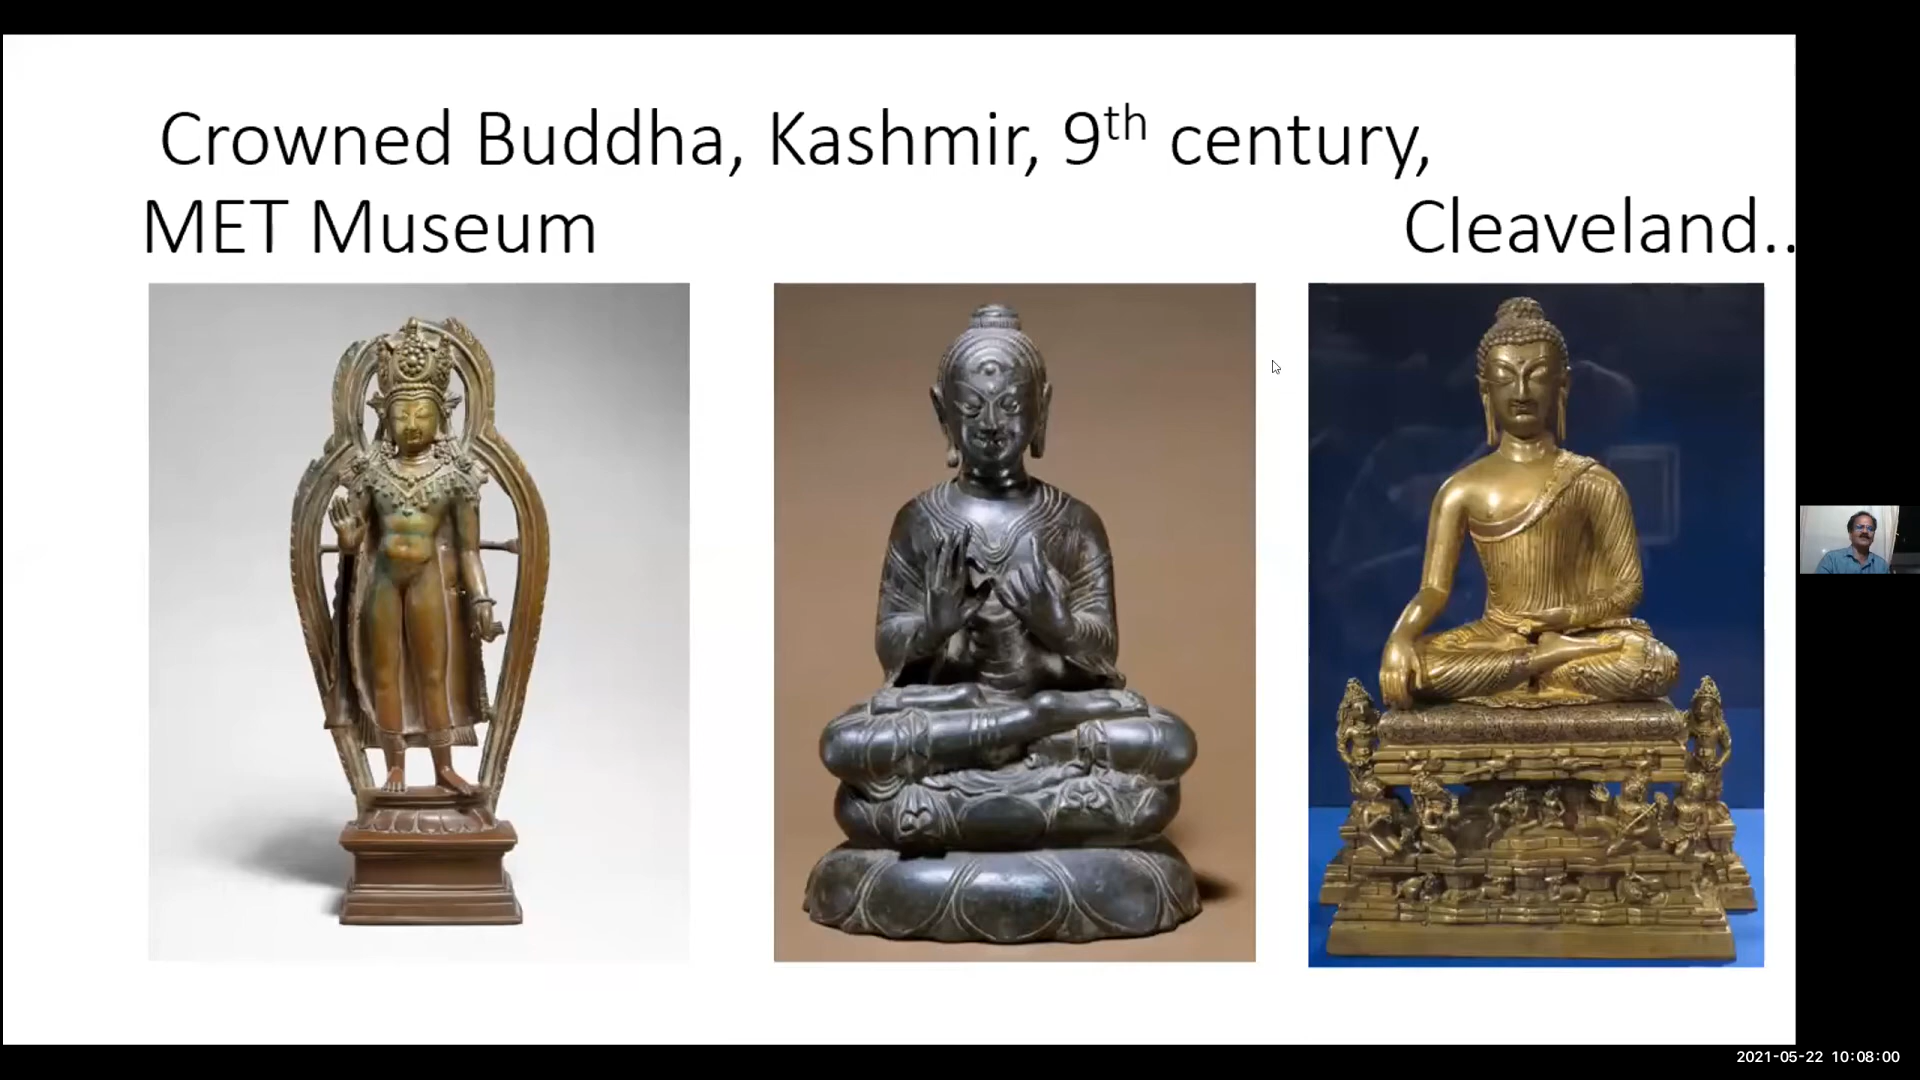 Crowned Buddha, Kashmir, 9th century,
MET Museum Cleaveland..
2021-05-22 10:08:00